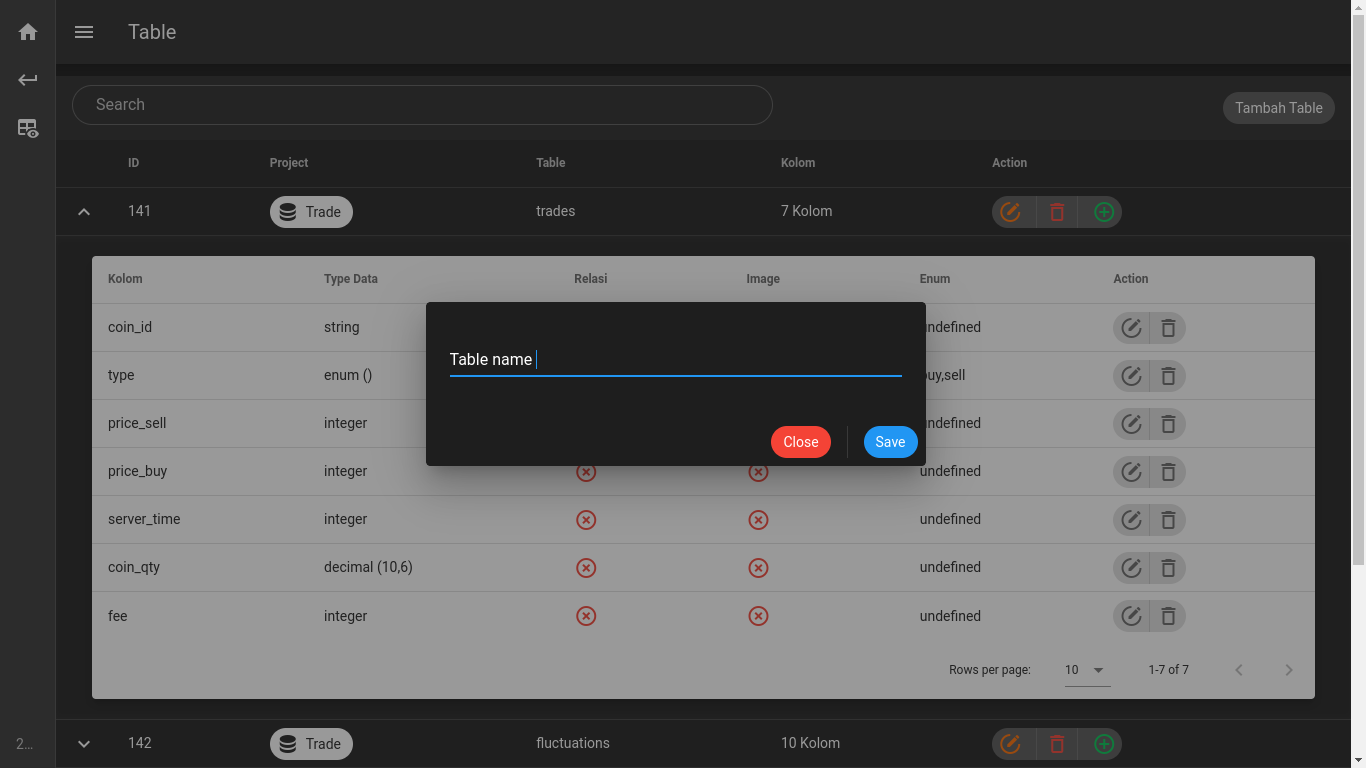 Table
Search
Tambah Table
ID Project Table Kolom Action
141 Trade trades 7 Kolom
Kolom Type Data Relasi Image Enum Action
coin_id string undefined
type enum () buy,sell
price_sell integer undefined
Table name
Close Save
price_buy integer undefined
server_time integer undefined
coin_qty decimal (10,6) undefined
fee integer undefined
Rows per page: 10 1-7 of 7
2... 142 Trade fluctuations 10 Kolom